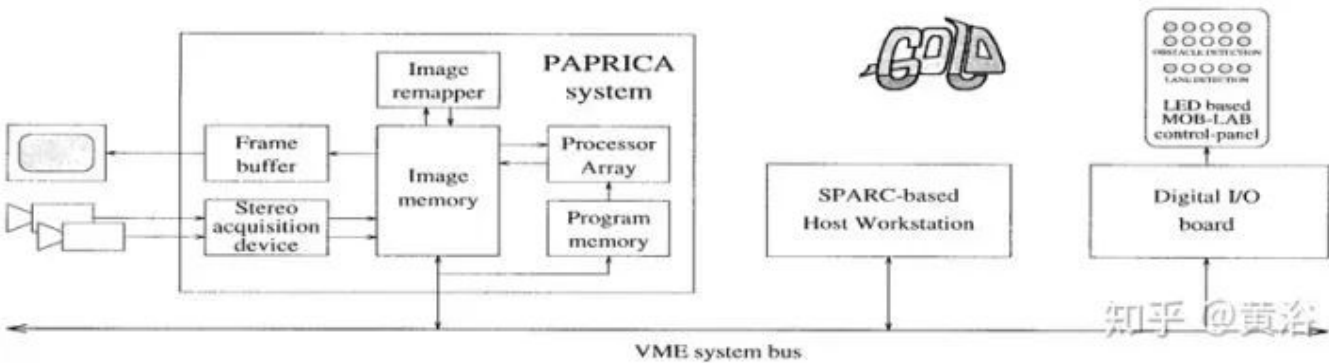 Image
remapper
PAPRICA
system
GOLD
OBSTACLE DETECTION
LANE DETECTION
LED based
MOB-LAB
control-panel
Frame
buffer
Image
memory
Processor
Array
Stereo
acquisition
device
Program
memory
SPARC-based
Host Workstation
Digital I/O
board
VME system bus
知乎 @黄浴